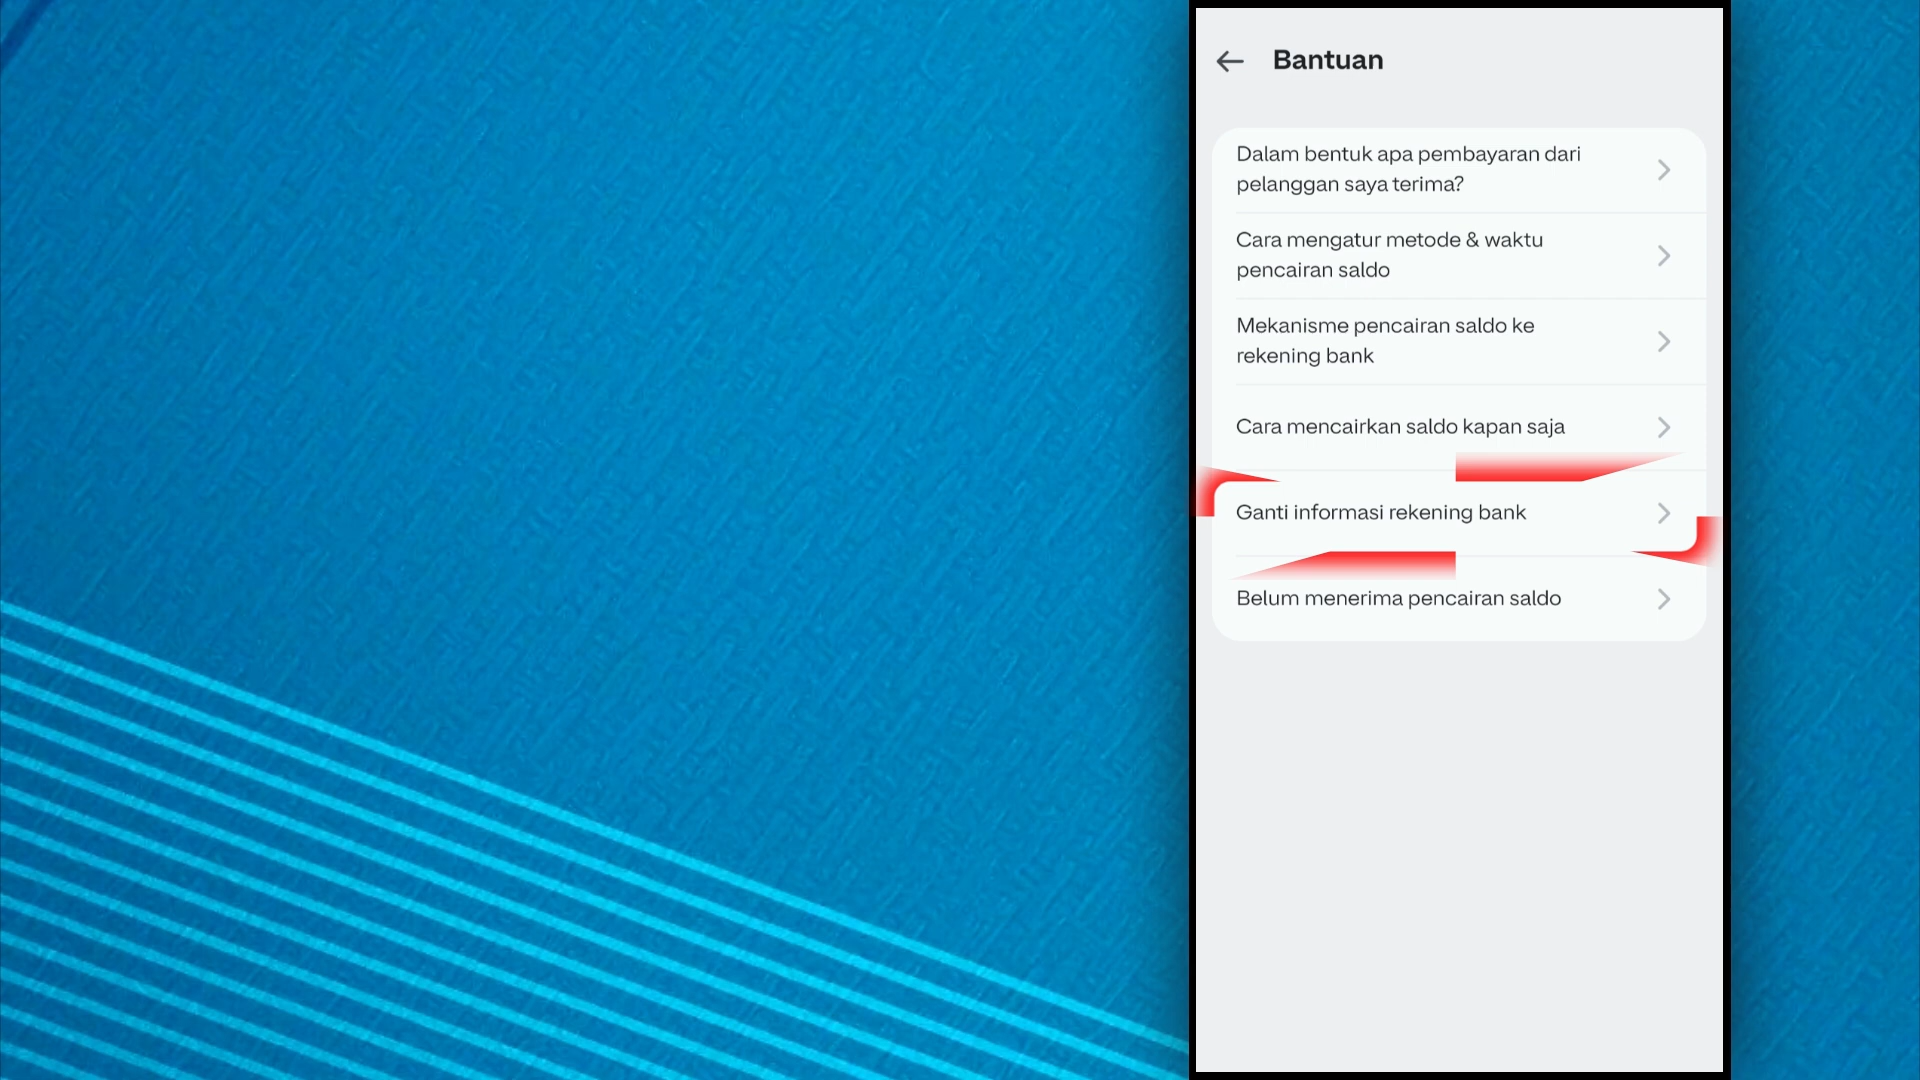 Bantuan
Dalam bentuk apa pembayaran dari
pelanggan saya terima?
Cara mengatur metode & waktu
pencairan saldo
Mekanisme pencairan saldo ke
rekening bank
Cara mencairkan saldo kapan saja
Ganti informasi rekening bank
Belum menerima pencairan saldo